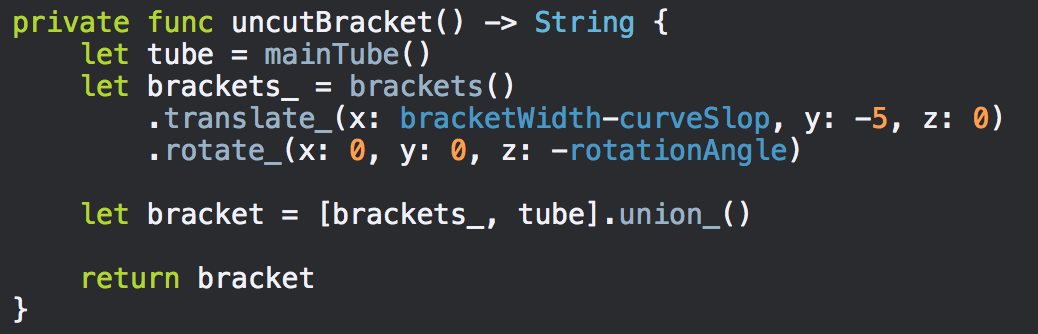 private func uncutBracket() -> String {
    let tube = mainTube()
    let brackets_ = brackets()
        .translate_(x: bracketWidth-curveSlop, y: -5, z: 0)
        .rotate_(x: 0, y: 0, z: -rotationAngle)

    let bracket = [brackets_, tube].union_()

    return bracket
}